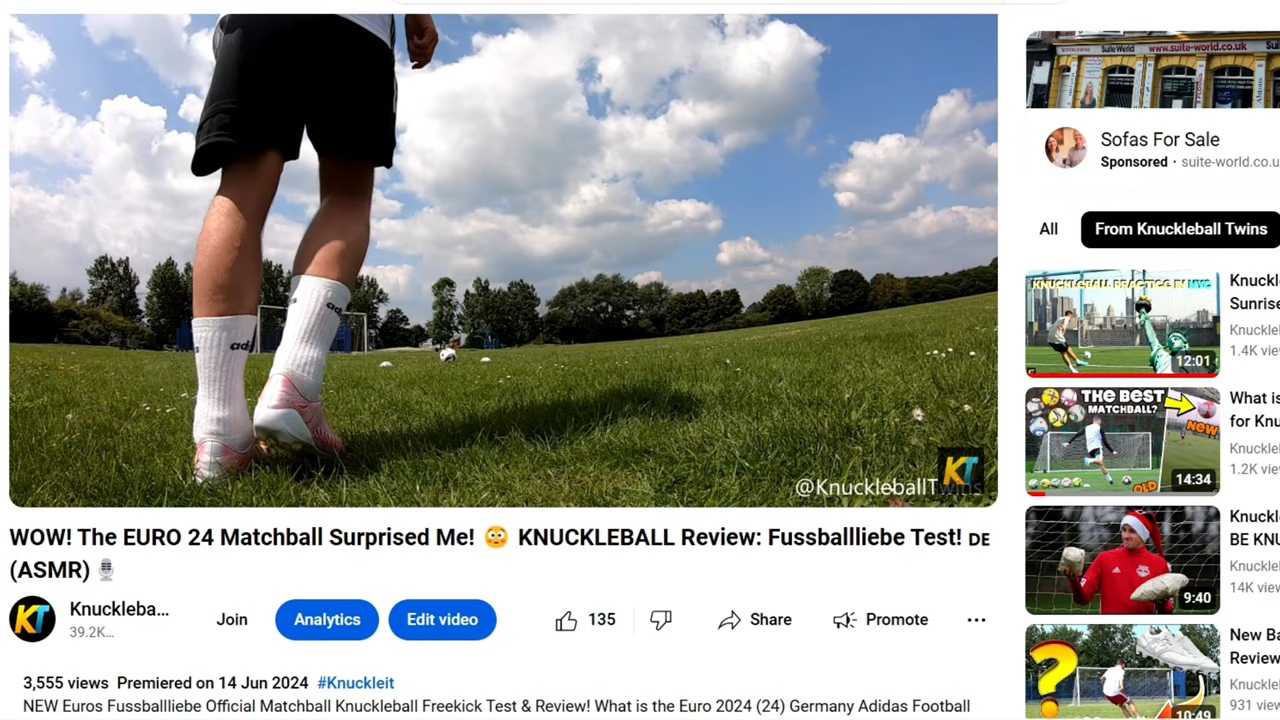 Suite World
www.suite-world.co.uk
Sofas For Sale
Sponsored · suite-world.co.u
All
From Knuckleball Twins
KNUCKLEBALL PRACTICE IN NYC
12:01
Knuckl
Sunrise
Knuckle
1.4K vie
THE BEST
MATCHBALL?
NEW
OLD
14:34
What is
for Knu
Knuckle
1.2K vie
9:40
Knuckl
BE KNU
Knuckle
14K view
?
10:49
New Ba
Review
Knuckle
931 view
adi
KT
@KnuckleballTwins
WOW! The EURO 24 Matchball Surprised Me! 😳 KNUCKLEBALL Review: Fussballlliebe Test! DE
(ASMR) 🎙️
KT
Knuckleba...
39.2K...
Join
Analytics
Edit video
135
Share
Promote
3,555 views Premiered on 14 Jun 2024 #Knuckleit
NEW Euros Fussballliebe Official Matchball Knuckleball Freekick Test & Review! What is the Euro 2024 (24) Germany Adidas Football